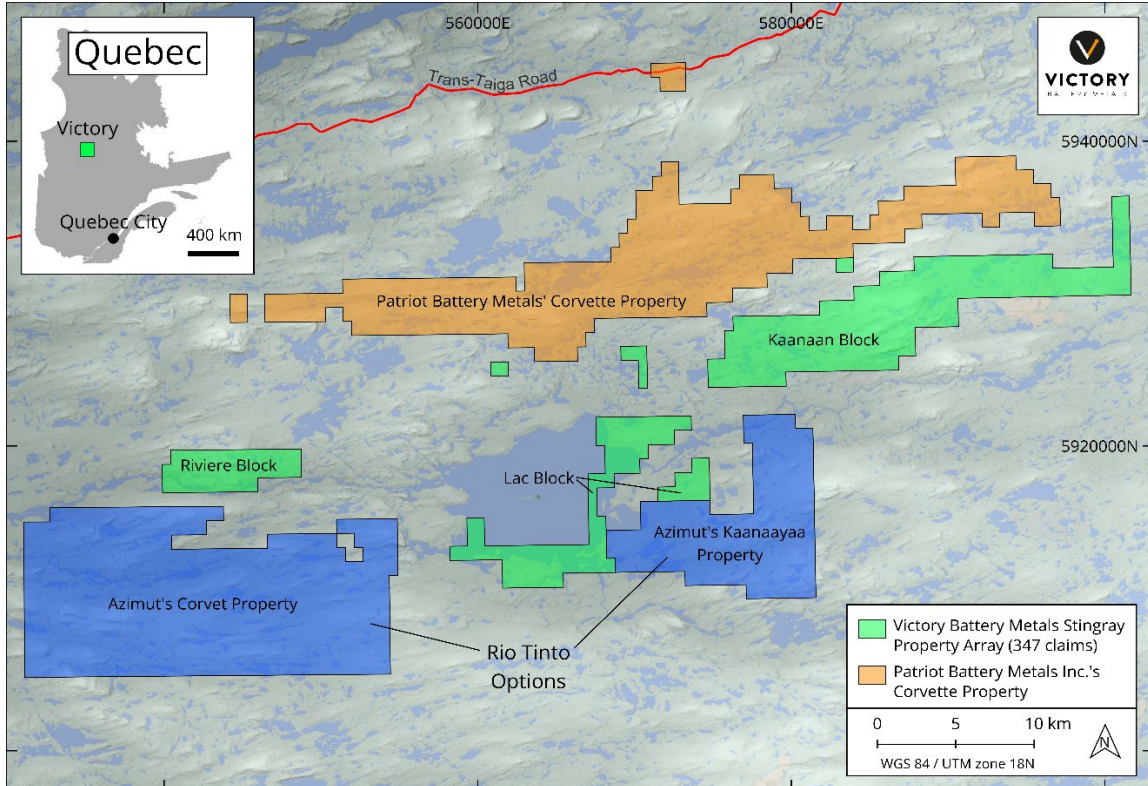 560000E
580000E
Quebec
Victory
Quebec City
400 km
Trans-Taiga Road
VICTORY
BATTERY METALS
5940000N
Patriot Battery Metals' Corvette Property
Kaanaan Block
5920000N
Riviere Block
Lac Block
Azimut's Kaanaayaa
Property
Azimut's Corvet Property
Rio Tinto
Options
Victory Battery Metals Stingray
Property Array (347 claims)
Patriot Battery Metals Inc.'s
Corvette Property
0 5 10 km
N
WGS 84 / UTM zone 18N